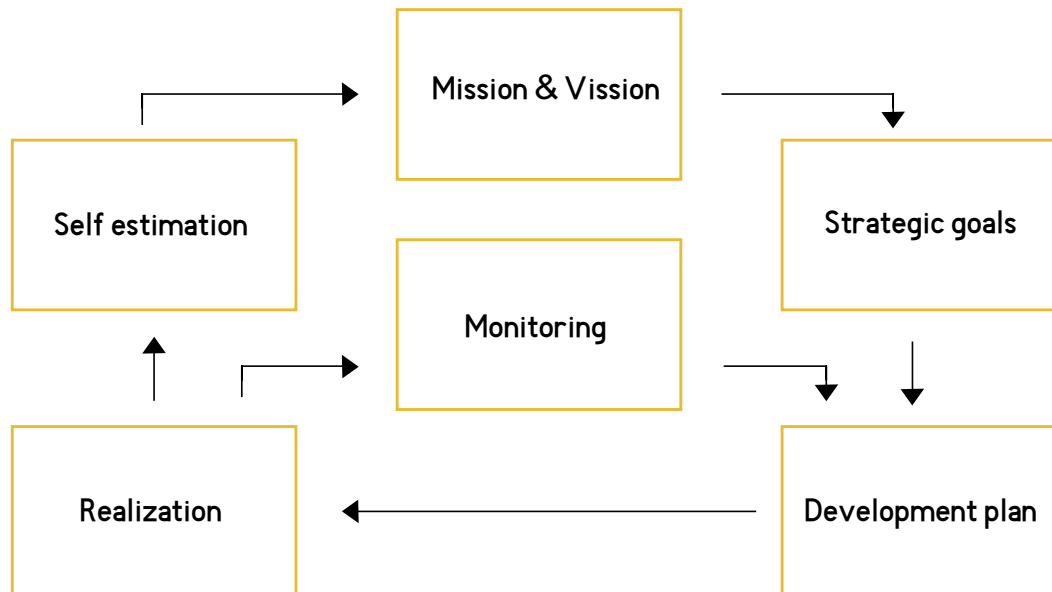 Mission & Vission
Self estimation
Strategic goals
Monitoring
Realization
Development plan